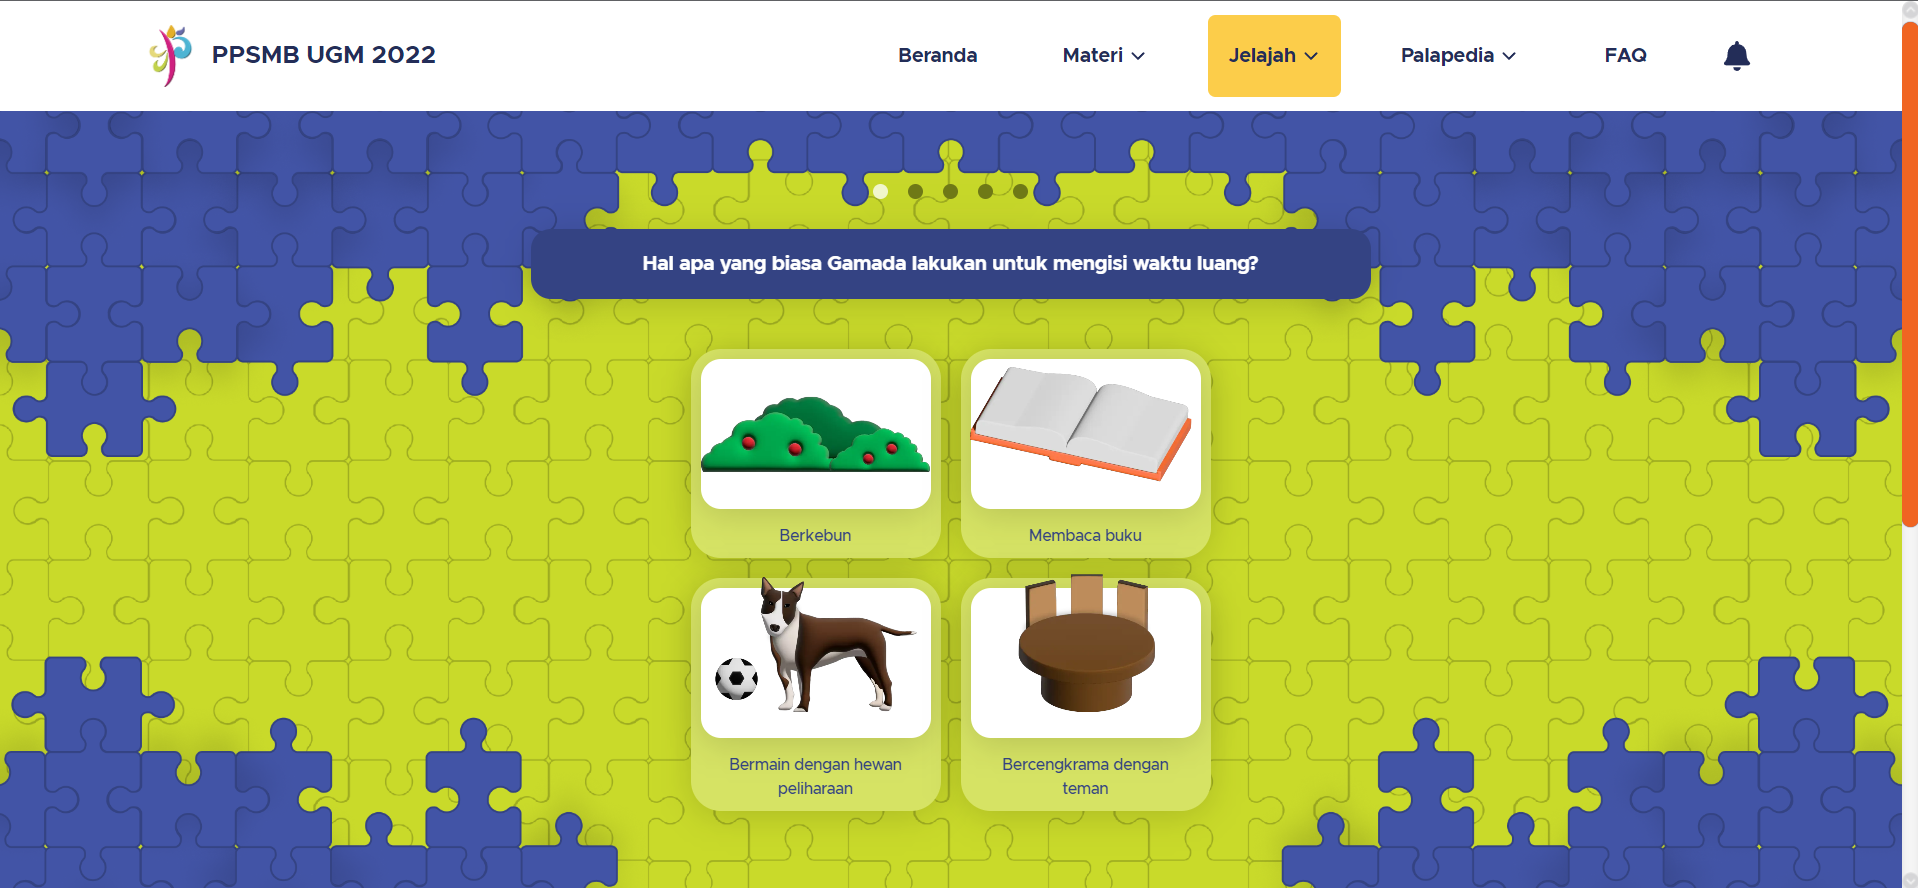 PPSMB UGM 2022
Beranda
Materi
Jelajah
Palapedia
FAQ
Hal apa yang biasa Gamada lakukan untuk mengisi waktu luang?
Berkebun
Membaca buku
Bermain dengan hewan
peliharaan
Bercengkrama dengan
teman